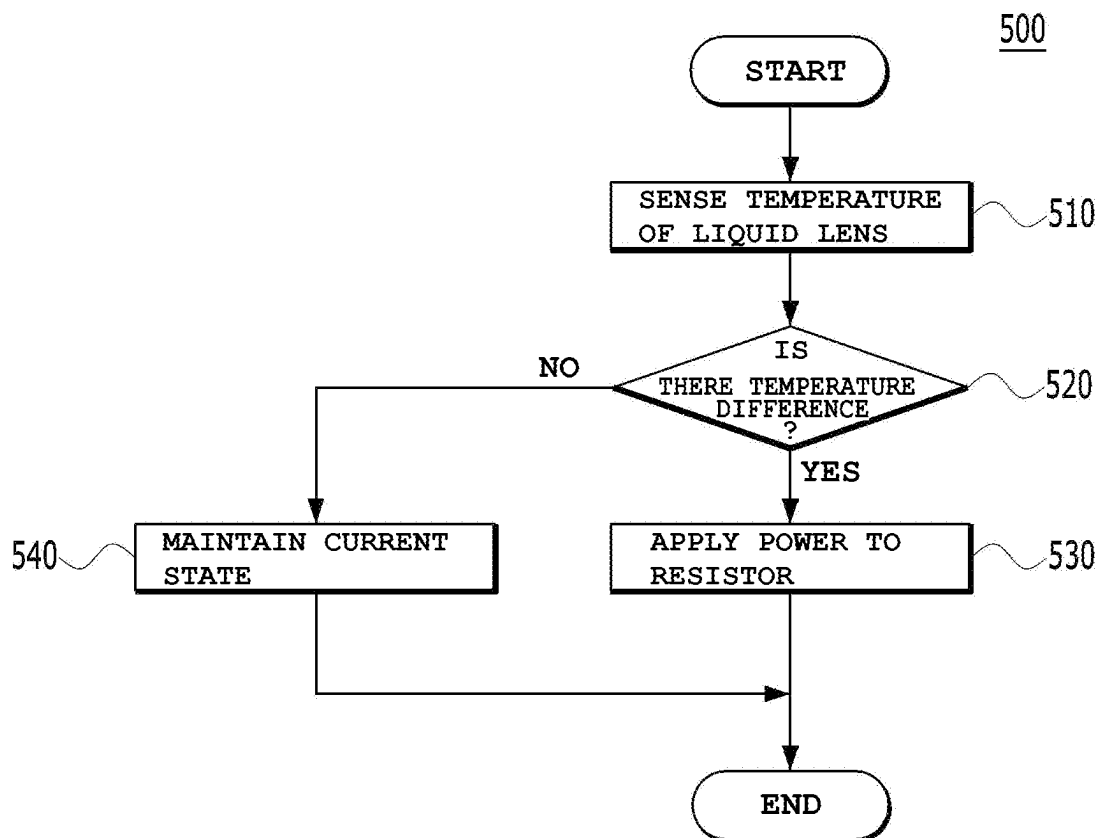 500
START
SENSE TEMPERATURE
OF LIQUID LENS
510
IS
THERE TEMPERATURE
DIFFERENCE
?
520
NO
YES
MAINTAIN CURRENT
STATE
540
APPLY POWER TO
RESISTOR
530
END